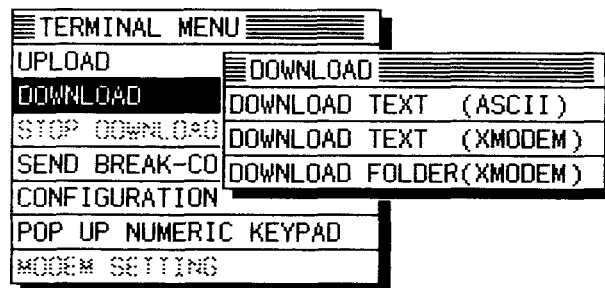 TERMINAL MENU
UPLOAD
DOWNLOAD
STOP DOWNLOAD
SEND BREAK-CO
CONFIGURATION
POP UP NUMERIC KEYPAD
MODEM SETTING
DOWNLOAD
DOWNLOAD TEXT (ASCII)
DOWNLOAD TEXT (XMODEM)
DOWNLOAD FOLDER(XMODEM)